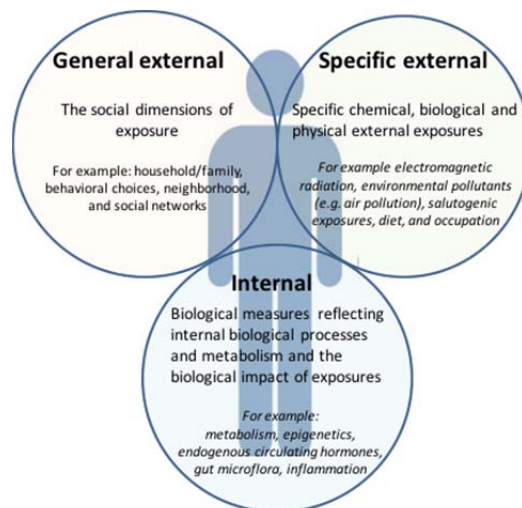 General external
The social dimensions of
exposure
For example: household/family,
behavioral choices, neighborhood,
and social networks
Specific external
Specific chemical, biological and
physical external exposures
For example electromagnetic
radiation, environmental pollutants
(e.g. air pollution), salutogenic
exposures, diet, and occupation
Internal
Biological measures reflecting
internal biological processes
and metabolism and the
biological impact of exposures
For example:
metabolism, epigenetics,
endogenous circulating hormones,
gut microflora, inflammation